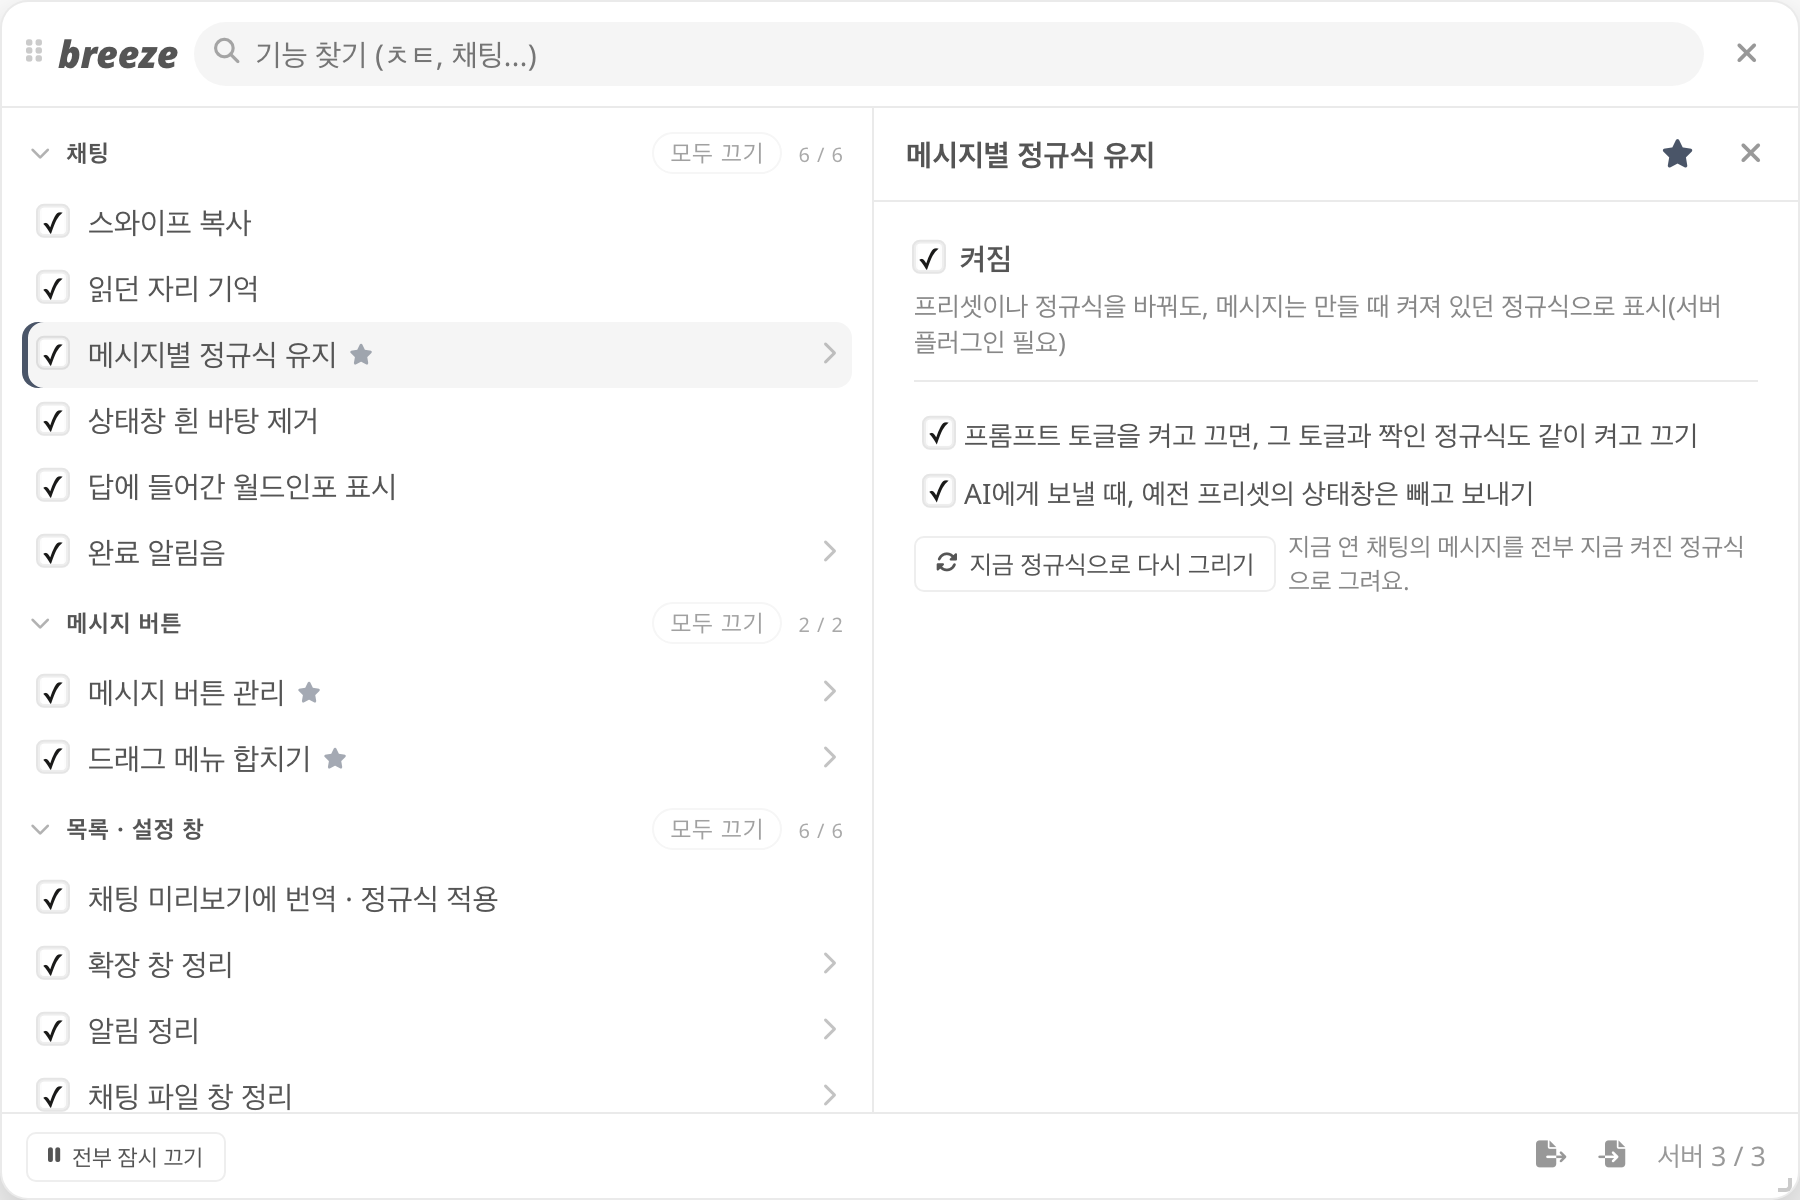 breeze
기능 찾기 (ㅊㅌ, 채팅...)
채팅
모두 끄기
6 / 6
스와이프 복사
읽던 자리 기억
메시지별 정규식 유지
상태창 흰 바탕 제거
답에 들어간 월드인포 표시
완료 알림음
메시지 버튼
모두 끄기
2 / 2
메시지 버튼 관리
드래그 메뉴 합치기
목록 · 설정 창
모두 끄기
6 / 6
채팅 미리보기에 번역 · 정규식 적용
확장 창 정리
알림 정리
채팅 파일 창 정리
메시지별 정규식 유지
켜짐
프리셋이나 정규식을 바꿔도, 메시지는 만들 때 켜져 있던 정규식으로 표시(서버
플러그인 필요)
프롬프트 토글을 켜고 끄면, 그 토글과 짝인 정규식도 같이 켜고 끄기
AI에게 보낼 때, 예전 프리셋의 상태창은 빼고 보내기
지금 정규식으로 다시 그리기
지금 연 채팅의 메시지를 전부 지금 켜진 정규식
으로 그려요.
전부 잠시 끄기
서버 3 / 3